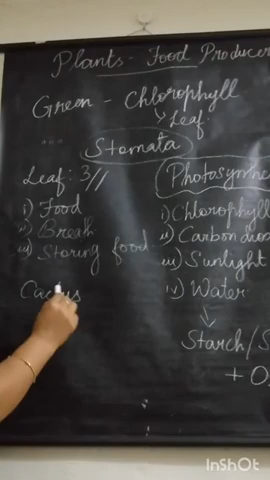 Plants - Food Producer
Green - Chlorophyll
Leaf
Stomata
Leaf: 3//
i) Food
ii) Breath
iii) Storing food
Cactus
Photosynthe
i) Chlorophyll
ii) Carbon diox
iii) Sunlight
iv) Water
Starch/S
+ O
InShOt